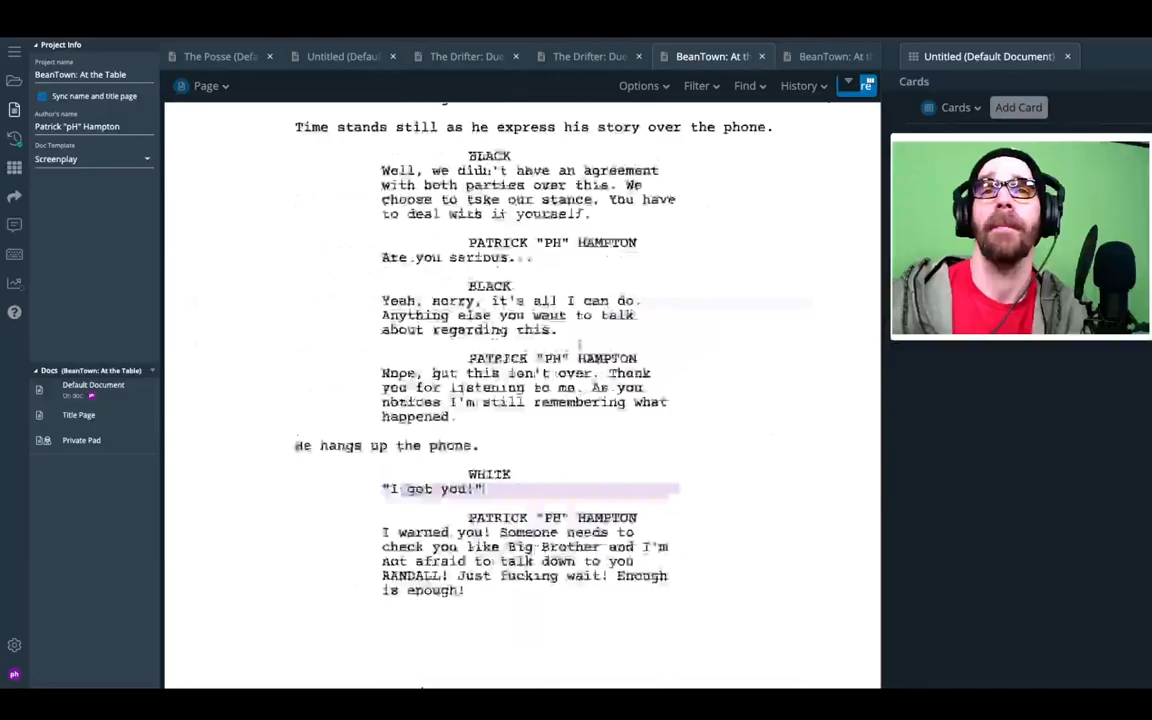 Project Info
Project name
BeanTown: At the Table
Sync name and title page
Author's name
Patrick "pH" Hampton
Doc Template
Screenplay
Docs (BeanTown: At the Table)
Default Document
On doc: ph
Title Page
Private Pad
ph
The Posse (Defa
Untitled (Defaul
The Drifter: Due
The Drifter: Due
BeanTown: At th
BeanTown: At th
Page
Options
Filter
Find
History
re
Time stands still as he express his story over the phone.
BLACK
Well, we didn't have an agreement
with both parties over this. We
choose to take our stance. You have
to deal with it yourself.
PATRICK "PH" HAMPTON
Are you serious...
BLACK
Yeah, sorry, it's all I can do.
Anything else you want to talk
about regarding this.
PATRICK "PH" HAMPTON
Nope, but this isn't over. Thank
you for listening to me. As you
notices I'm still remembering what
happened.
He hangs up the phone.
WHITE
"I got you!"
PATRICK "PH" HAMPTON
I warned you! Someone needs to
check you like Big Brother and I'm
not afraid to talk down to you
RANDALL! Just fucking wait! Enough
is enough!
Untitled (Default Document)
Cards
Cards
Add Card